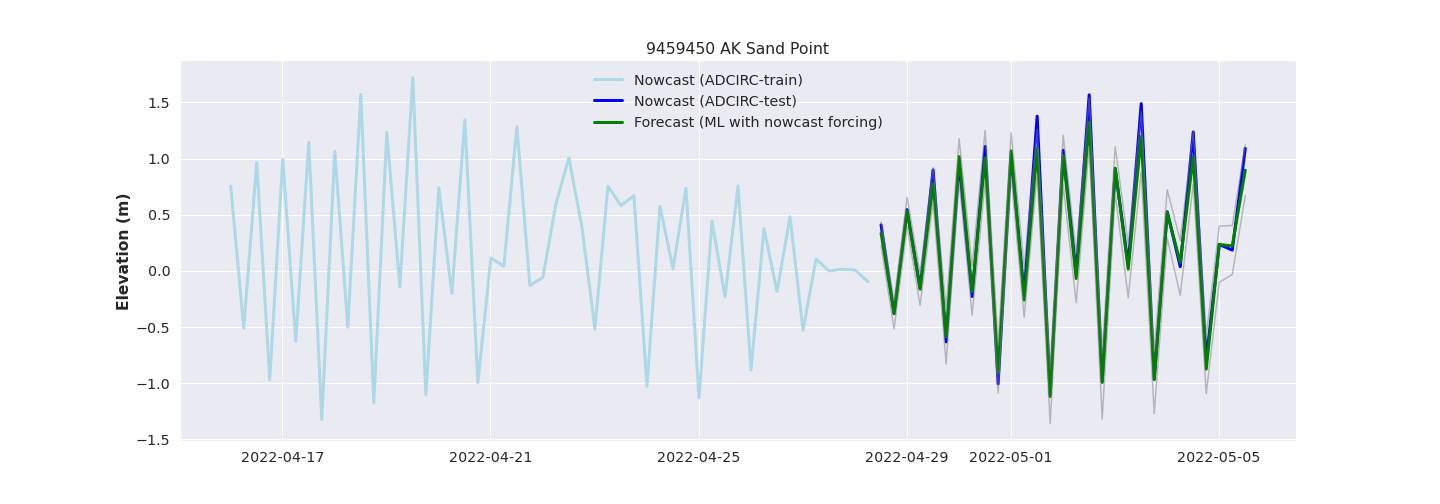 9459450 AK Sand Point
Nowcast (ADCIRC-train)
Nowcast (ADCIRC-test)
Forecast (ML with nowcast forcing)
Elevation (m)
1.5
1.0
0.5
0.0
−0.5
−1.0
−1.5
2022-04-17 2022-04-21 2022-04-25 2022-04-29 2022-05-01 2022-05-05